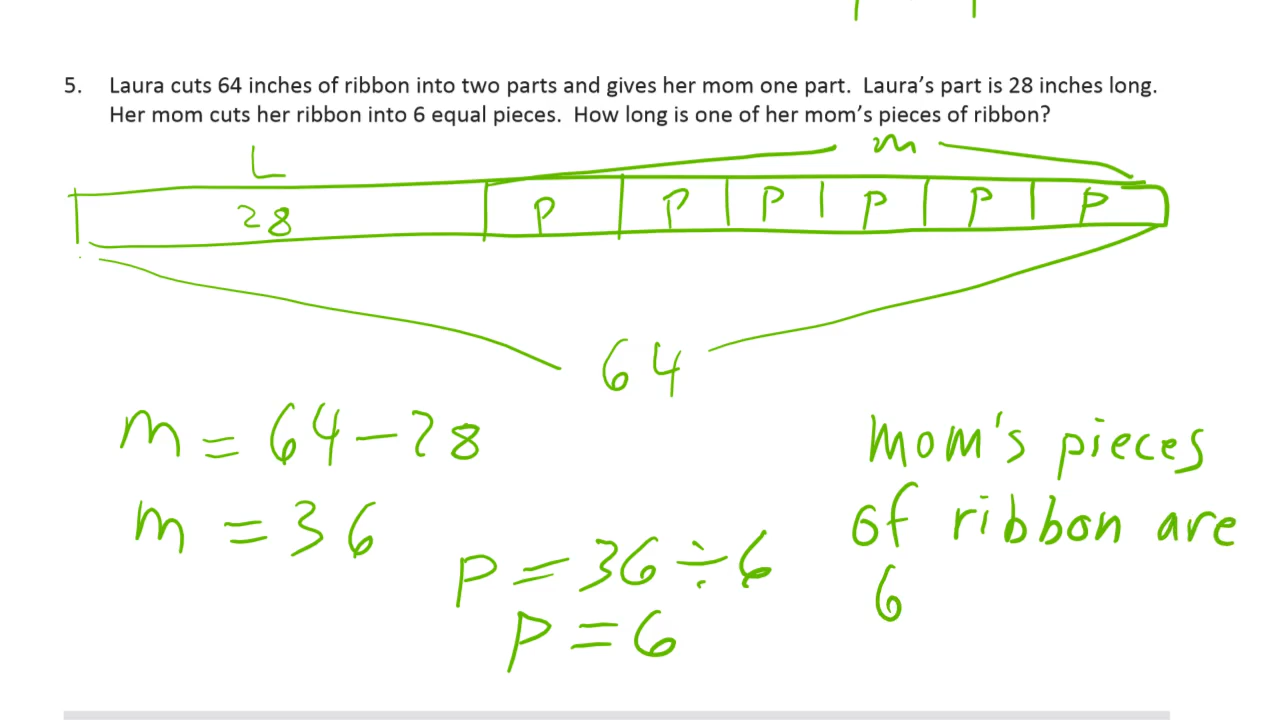 5. Laura cuts 64 inches of ribbon into two parts and gives her mom one part. Laura's part is 28 inches long.
Her mom cuts her ribbon into 6 equal pieces. How long is one of her mom's pieces of ribbon?
L
m
28
P P P P P P
64
m = 64 - 28
m = 36
P = 36 ÷ 6
P = 6
Mom's pieces
of ribbon are
6